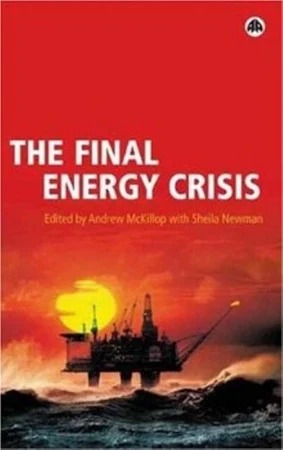 THE FINAL
ENERGY CRISIS
Edited by Andrew McKillop with Sheila Newman